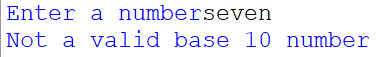 Enter a numberseven
Not a valid base 10 number